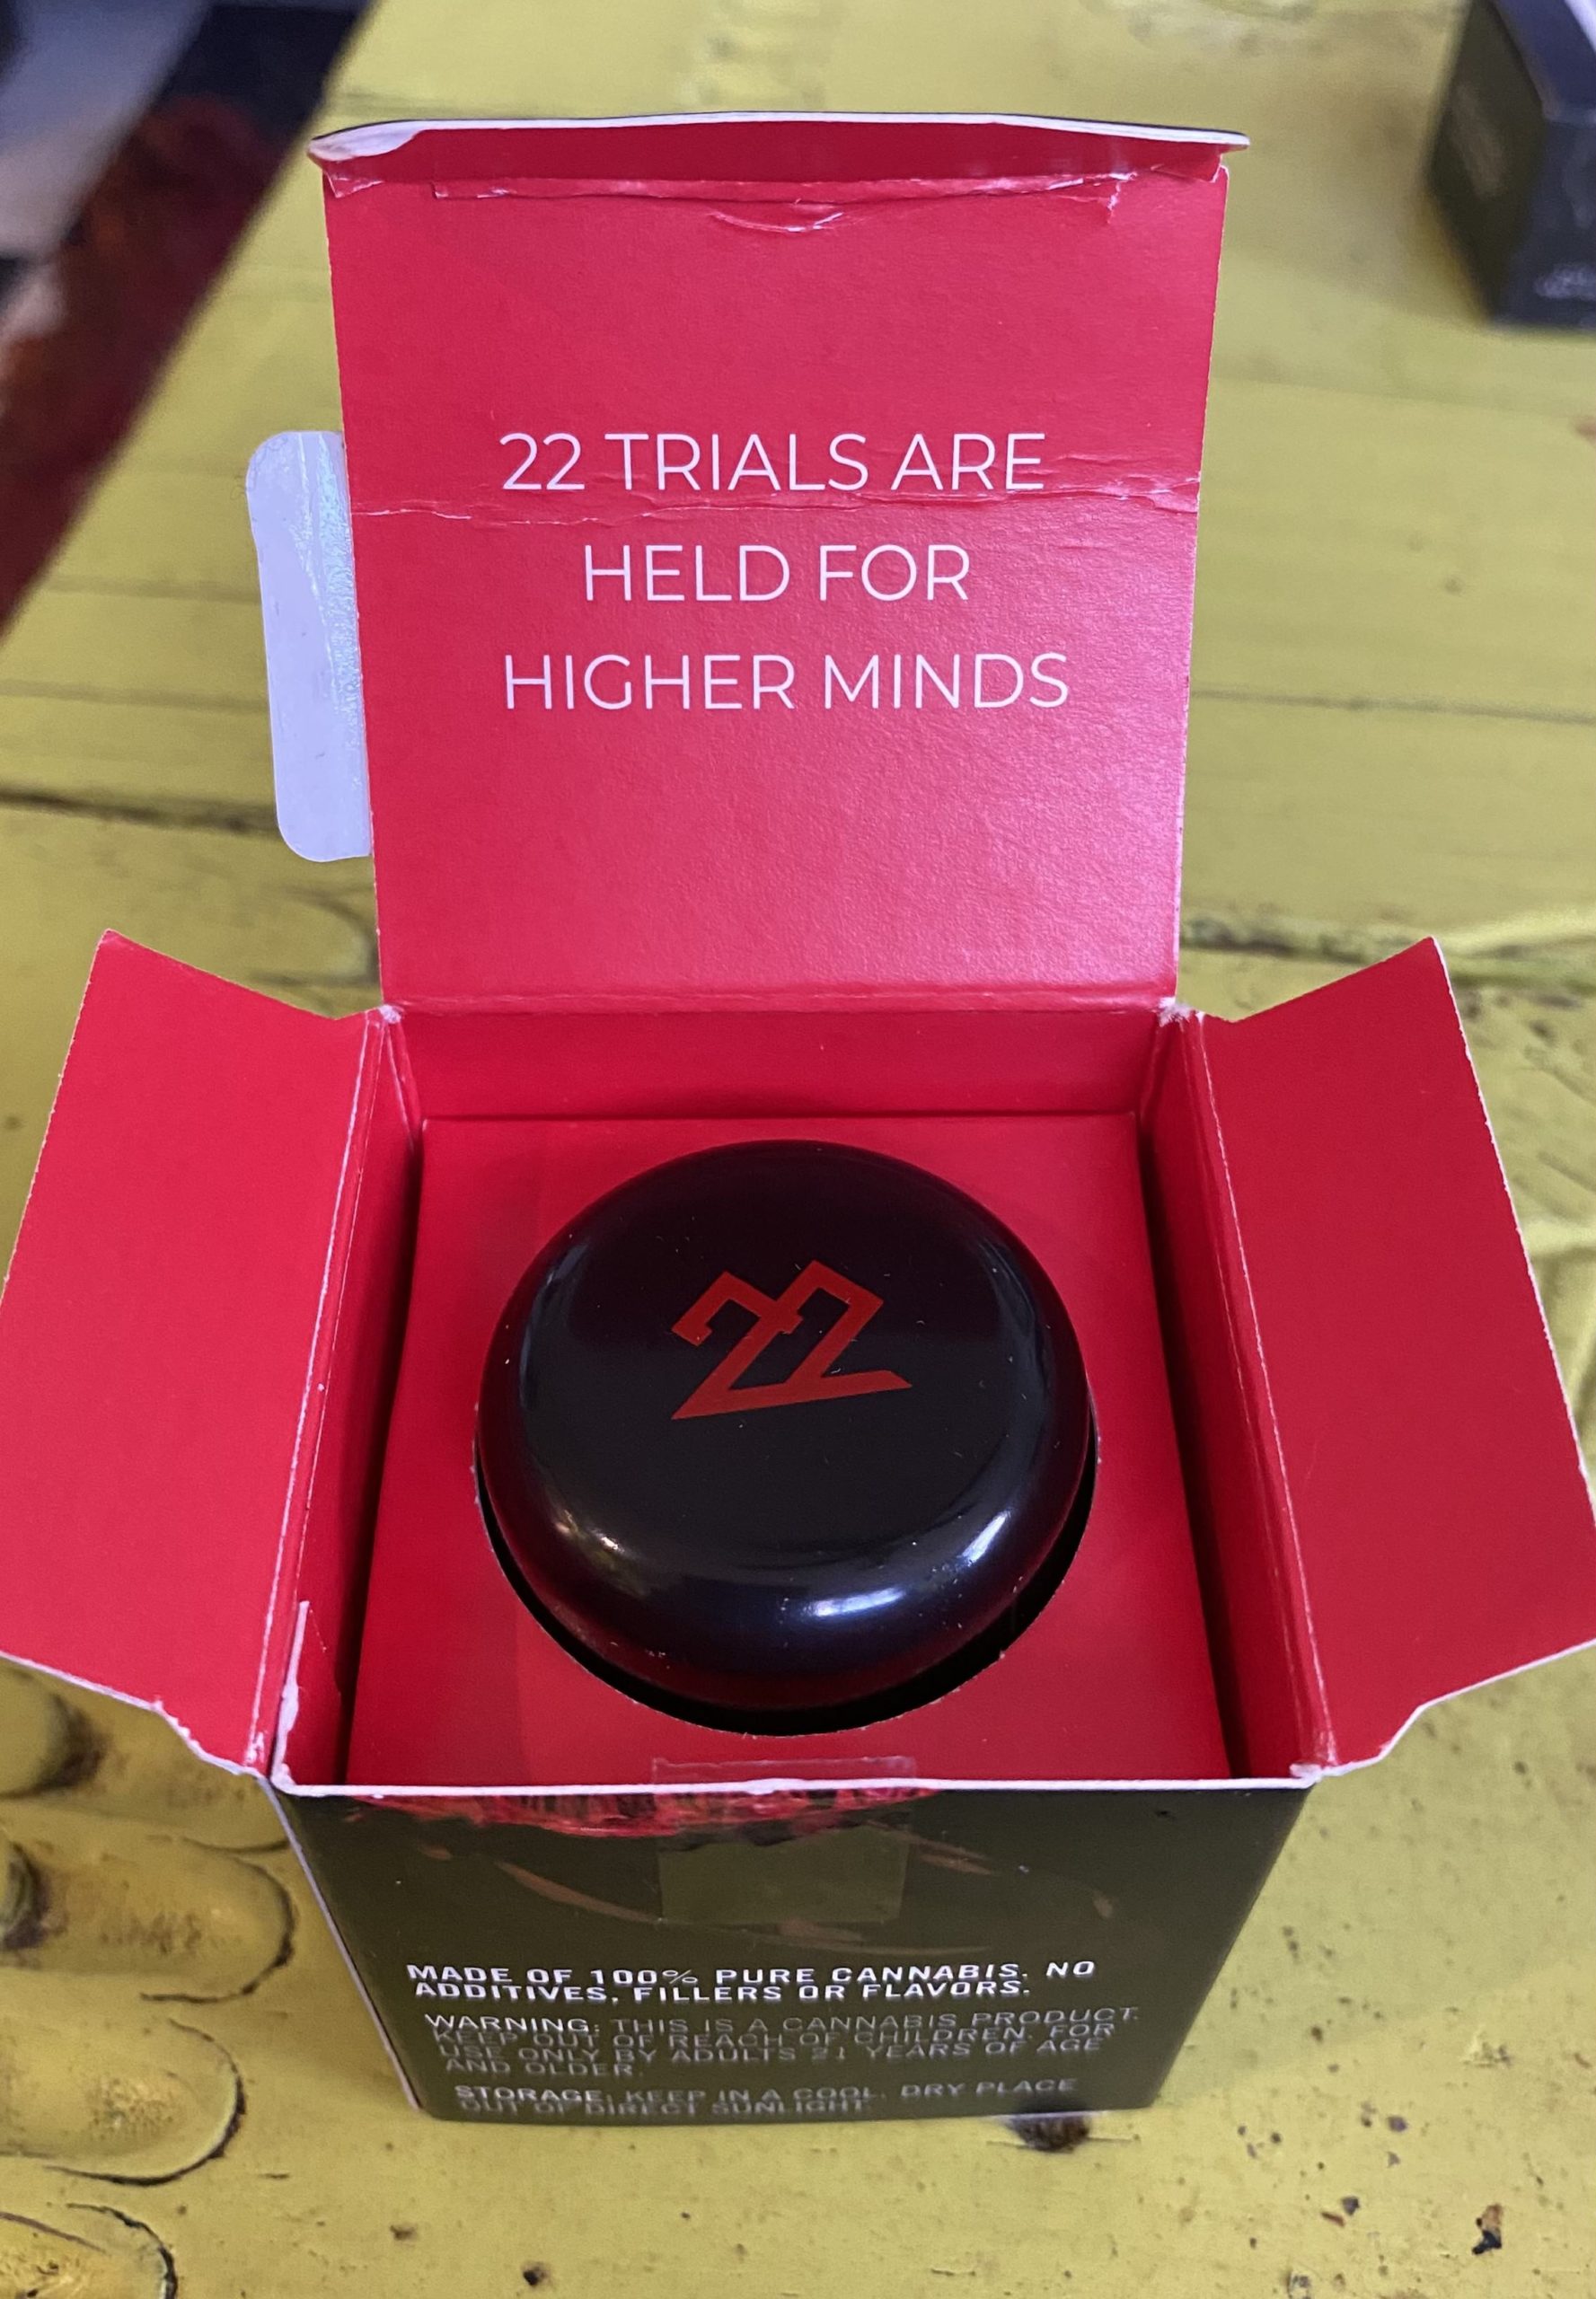 22 TRIALS ARE
HELD FOR
HIGHER MINDS
22
MADE OF 100% PURE CANNABIS. NO
ADDITIVES, FILLERS OR FLAVORS.
WARNING: THIS IS A CANNABIS PRODUCT.
KEEP OUT OF REACH OF CHILDREN. FOR
USE ONLY BY ADULTS 21 YEARS OF AGE
AND OLDER.
STORAGE: KEEP IN A COOL, DRY PLACE
OUT OF DIRECT SUNLIGHT.